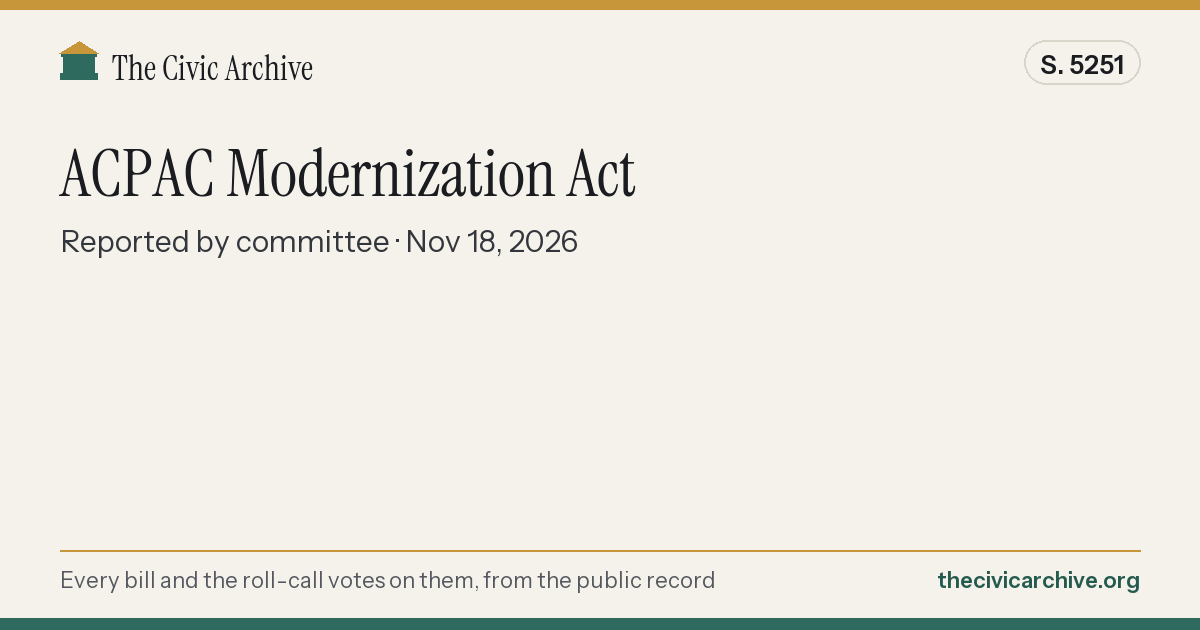 The Civic Archive
S. 5251
ACPAC Modernization Act
Reported by committee · Nov 18, 2026
Every bill and the roll-call votes on them, from the public record
thecivicarchive.org